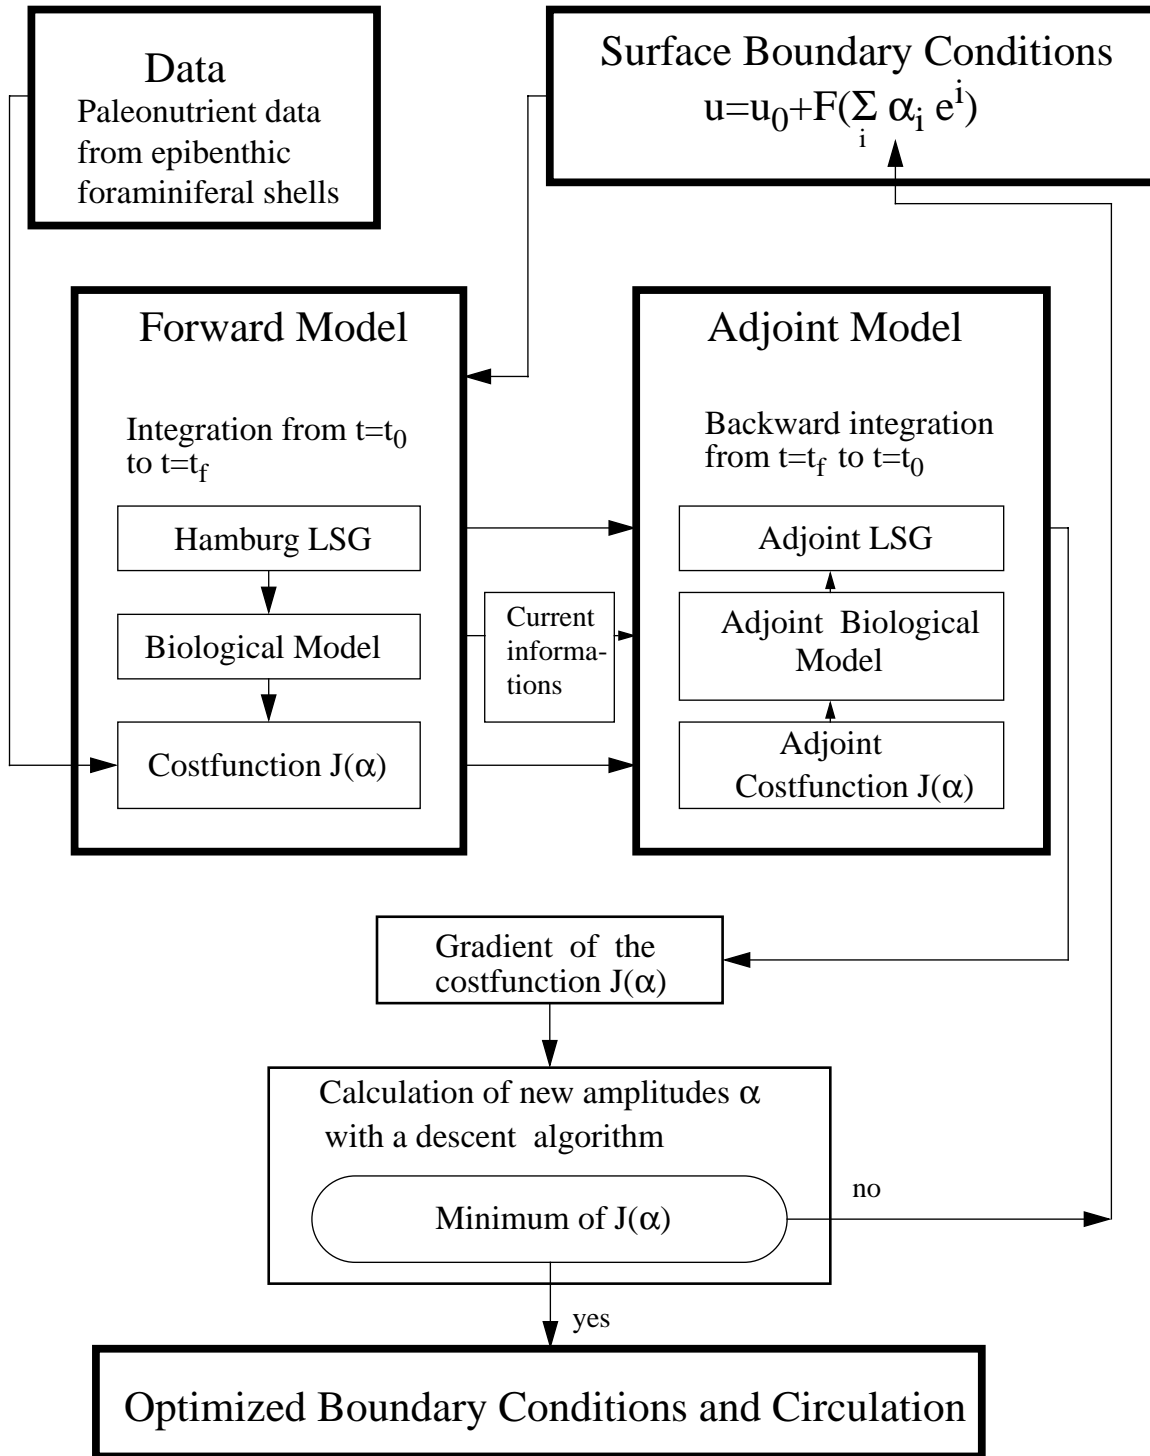 Data
Paleonutrient data
from epibenthic
foraminiferal shells
Surface Boundary Conditions
u=u₀+F(Σ αᵢ eⁱ)
i
Forward Model
Integration from t=t₀
to t=t_f
Hamburg LSG
Biological Model
Costfunction J(α)
Current
informa-
tions
Adjoint Model
Backward integration
from t=t_f to t=t₀
Adjoint LSG
Adjoint Biological
Model
Adjoint
Costfunction J(α)
Gradient of the
costfunction J(α)
Calculation of new amplitudes α
with a descent algorithm
Minimum of J(α)
no
yes
Optimized Boundary Conditions and Circulation